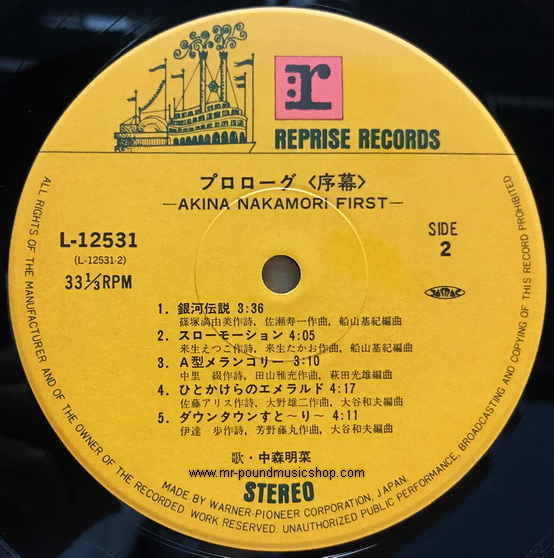 r
REPRISE RECORDS
プロローグ〈序幕〉
—AKINA NAKAMORi FiRST—
L-12531
(L-12531-2)
33 1/3 RPM
SIDE
2
JASRAC
1. 銀河伝説 3:36
篠塚満由美作詩, 佐瀬寿一作曲, 船山基紀編曲
2. スローモーション 4:05
来生えつこ作詩, 来生たかお作曲, 船山基紀編曲
3. A型メランコリー 3:10
中里 綴作詩, 田山雅充作曲, 萩田光雄編曲
4. ひとかけらのエメラルド 4:17
佐藤アリス作詩, 大野雄二作曲, 大谷和夫編曲
5. ダウンタウンすと〜り〜 4:11
伊達 歩作詩, 芳野藤丸作曲, 大谷和夫編曲
歌・中森明菜
www.mr-poundmusicshop.com
STEREO
MADE BY WARNER-PIONEER CORPORATION, JAPAN
ALL RIGHTS OF THE MANUFACTURER AND OF THE OWNER OF THE RECORDED WORK RESERVED. UNAUTHORIZED PUBLIC PERFORMANCE, BROADCASTING AND COPYING OF THIS RECORD PROHIBITED